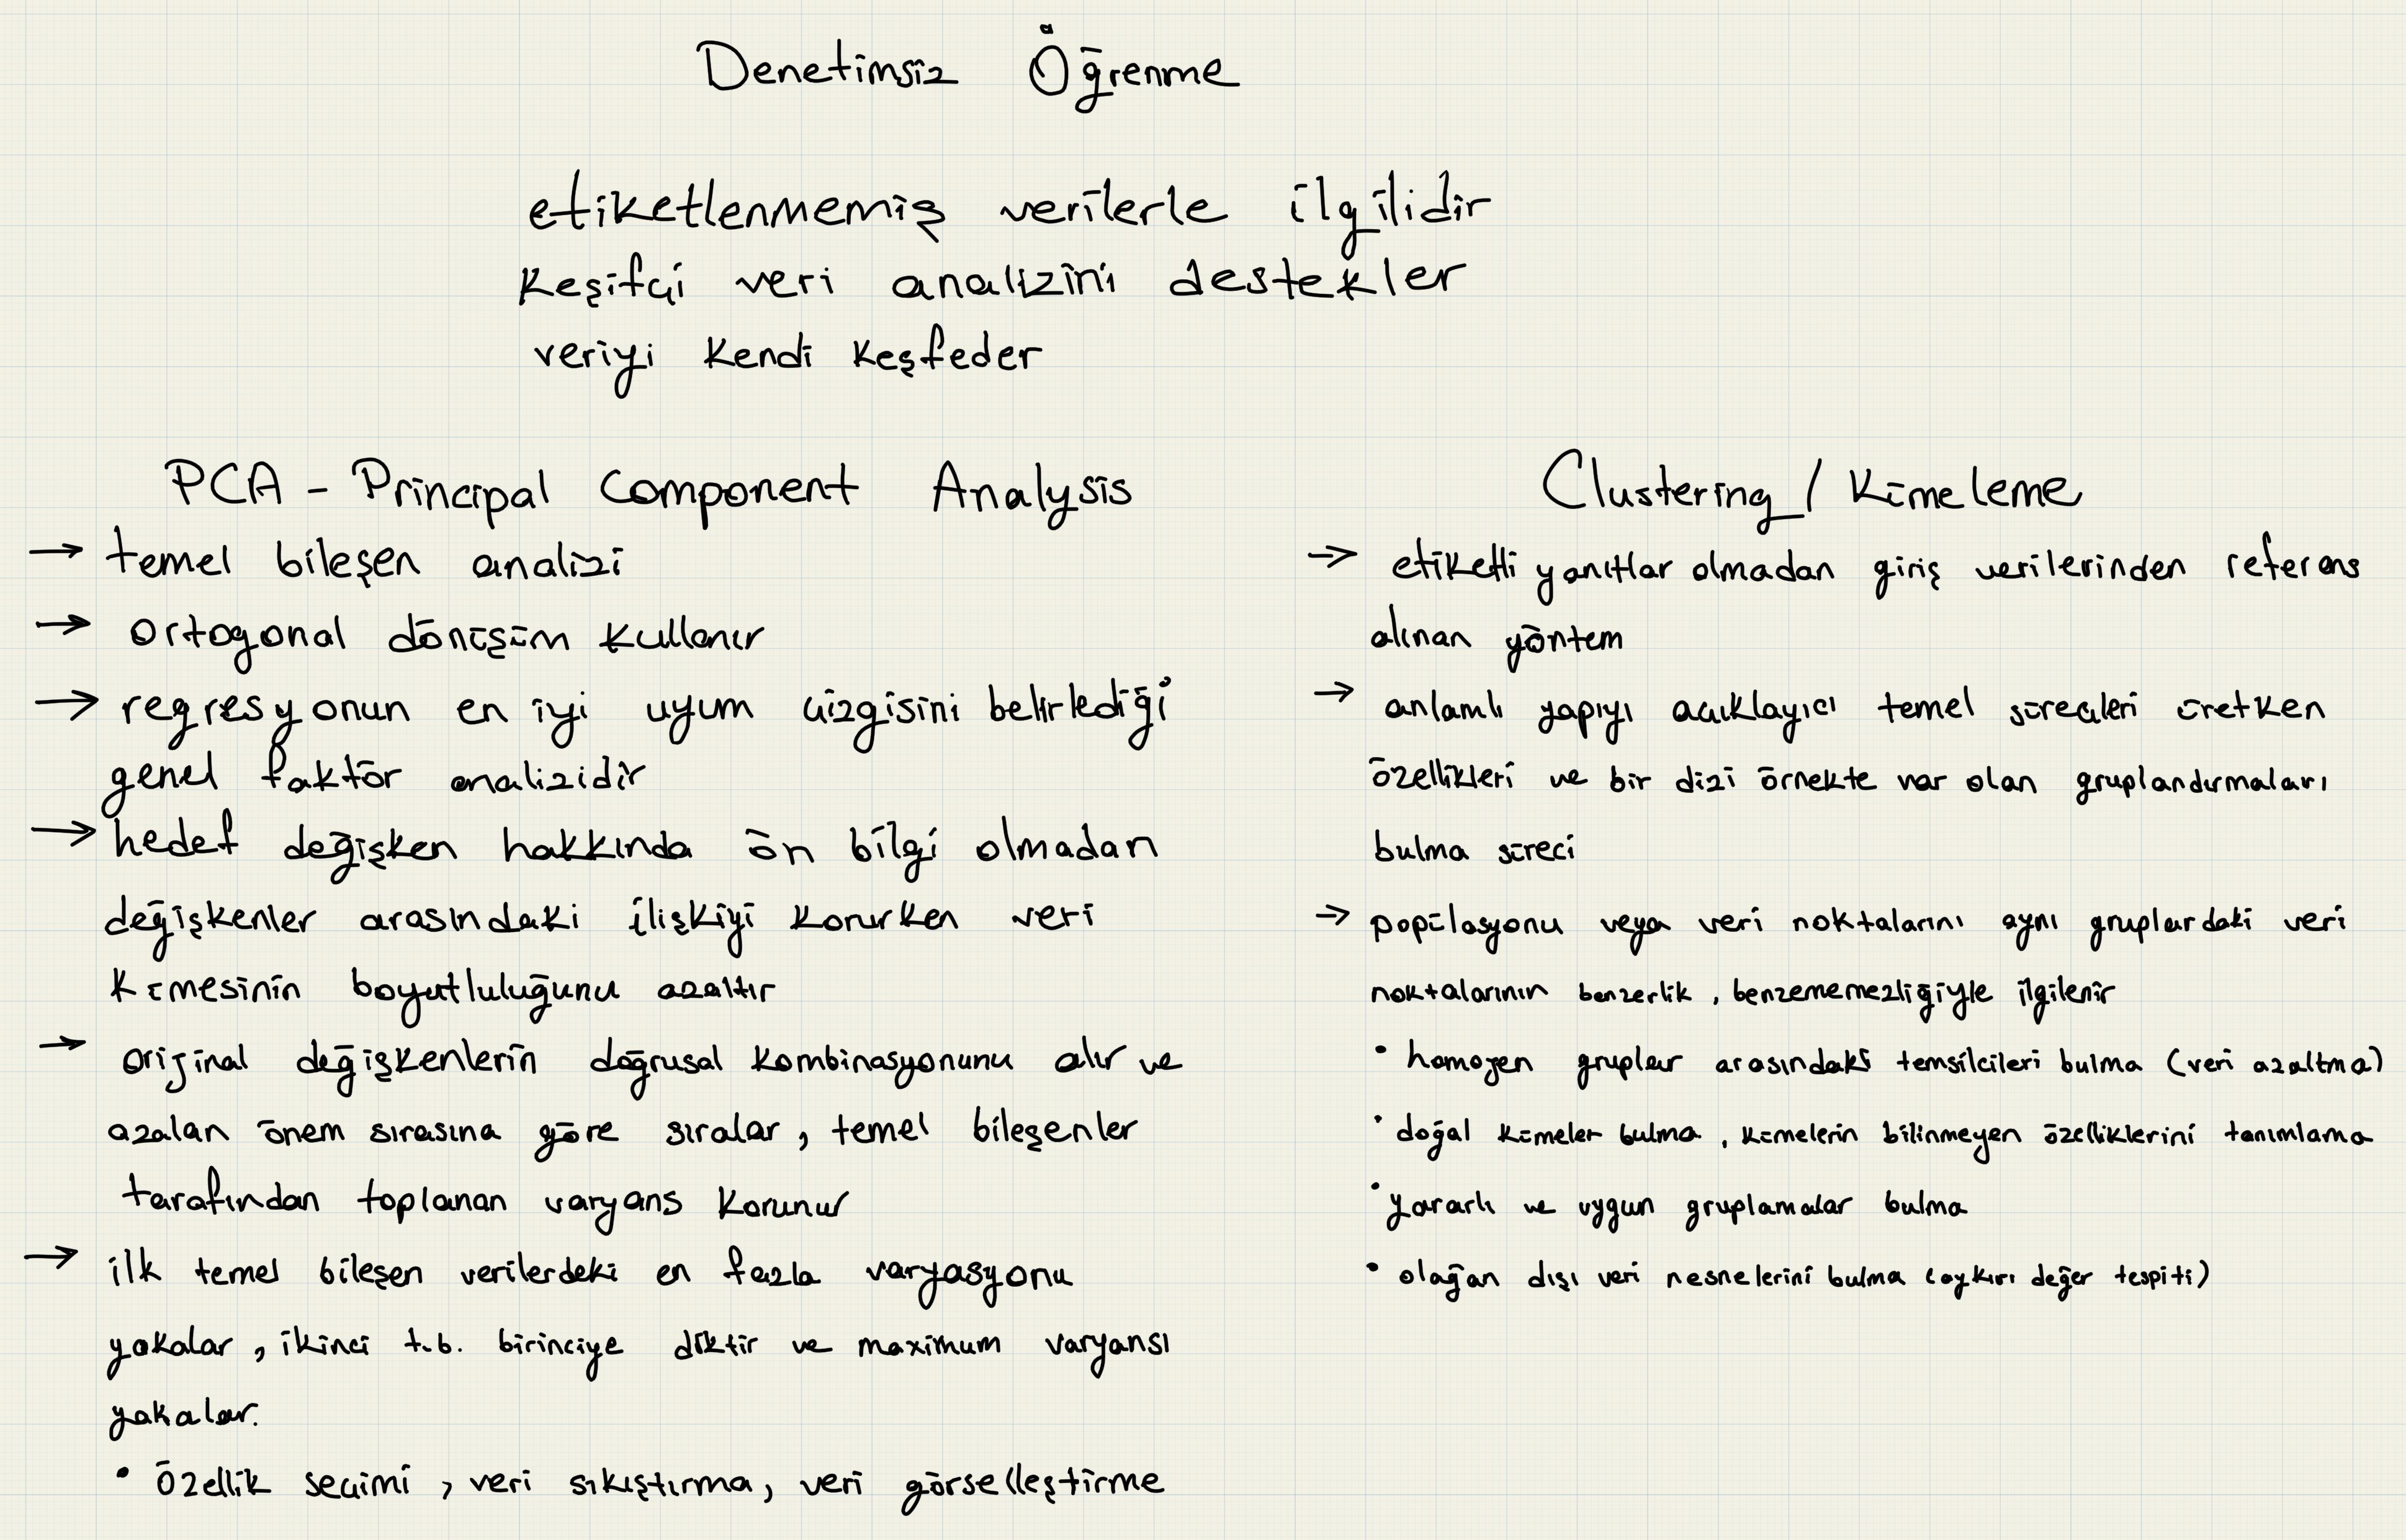 Denetimsiz Öğrenme
etiketlenmemiş verilerle ilgilidir
Keşifçi veri analizini destekler
veriyi kendi keşfeder
PCA - Principal Component Analysis
→ temel bileşen analizi
→ ortogonal dönüşüm kullanır
→ regresyonun en iyi uyum çizgisini belirlediği
genel faktör analizidir
→ hedef değişken hakkında ön bilgi olmadan
değişkenler arasındaki ilişkiyi korurken veri
kümesinin boyutluluğunu azaltır
→ orijinal değişkenlerin doğrusal kombinasyonunu alır ve
azalan önem sırasına göre sıralar, temel bileşenler
tarafından toplanan varyans korunur
→ ilk temel bileşen verilerdeki en fazla varyasyonu
yakalar, ikinci t.b. birinciye diktir ve maximum varyansı
yakalar.
• özellik seçimi, veri sıkıştırma, veri görselleştirme
Clustering / Kümeleme
→ etiketli yanıtlar olmadan giriş verilerinden referans
alınan yöntem
→ anlamlı yapıyı açıklayıcı temel süreçleri üretken
özellikleri ve bir dizi örnekte var olan gruplandırmaları
bulma süreci
→ popülasyonu veya veri noktalarını aynı gruplardaki veri
noktalarının benzerlik, benzememezliğiyle ilgilenir
• homojen gruplar arasındaki temsilcileri bulma (veri azaltma)
• doğal kümeler bulma, kümelerin bilinmeyen özelliklerini tanımlama
• yararlı ve uygun gruplamalar bulma
• olağan dışı veri nesnelerini bulma (aykırı değer tespiti)